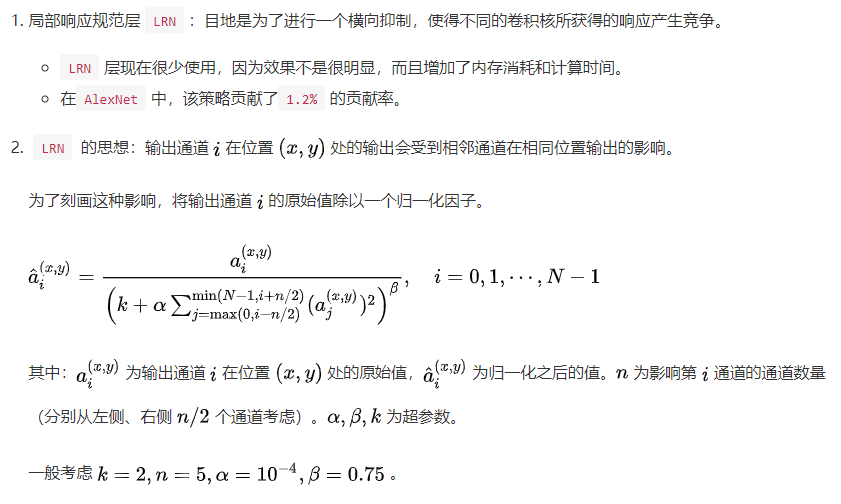 1. 局部响应规范层 LRN ：目地是为了进行一个横向抑制，使得不同的卷积核所获得的响应产生竞争。
LRN 层现在很少使用，因为效果不是很明显，而且增加了内存消耗和计算时间。
在 AlexNet 中，该策略贡献了 1.2% 的贡献率。
2. LRN 的思想：输出通道 i 在位置 (x, y) 处的输出会受到相邻通道在相同位置输出的影响。
为了刻画这种影响，将输出通道 i 的原始值除以一个归一化因子。
$\hat{a}_i^{(x,y)} = \frac{a_i^{(x,y)}}{\left(k + \alpha \sum_{j=\max(0,i-n/2)}^{\min(N-1,i+n/2)} (a_j^{(x,y)})^2\right)^{\beta}}, \quad i = 0, 1, \cdots, N-1$
其中：$a_i^{(x,y)}$ 为输出通道 i 在位置 (x, y) 处的原始值，$\hat{a}_i^{(x,y)}$ 为归一化之后的值。n 为影响第 i 通道的通道数量
（分别从左侧、右侧 n/2 个通道考虑）。α, β, k 为超参数。
一般考虑 $k = 2, n = 5, \alpha = 10^{-4}, \beta = 0.75$ 。